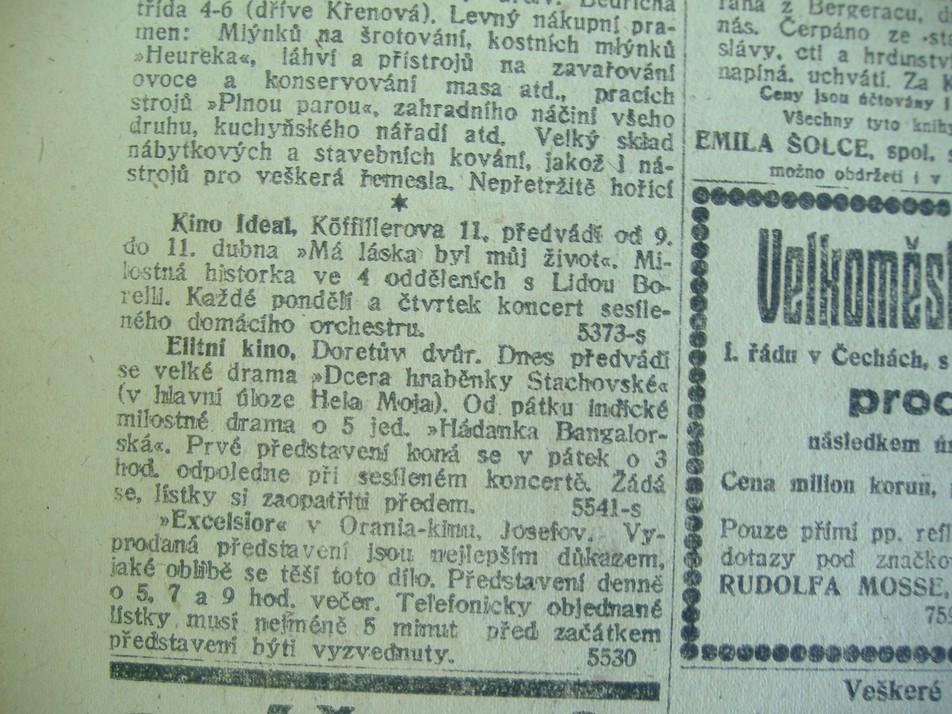 třída 4-6 (dříve Křenová). Levný nákupní pra-
men: Mlýnků na šrotování, kostních mlýnků
»Heureka«, láhví a přístrojů na zavařování
ovoce a konservování masa atd., pracích
strojů »Plnou parou«, zahradního náčiní všeho
druhu, kuchyňského nářadí atd. Velký sklad
nábytkových a stavebních kování, jakož i ná-
strojů pro veškerá řemesla. Nepřetržitě hořící
*
Kino Ideal, Köffillerova 11, předvádí od 9.
do 11. dubna »Má láska byl můj život«. Mi-
lostná historka ve 4 odděleních s Lidou Bo-
relli. Každé pondělí a čtvrtek koncert sesíle-
ného domácího orchestru. 5373-s
Elitní kino, Doretův dvůr. Dnes předvádí
se velké drama »Dcera hraběnky Stachovské«
(v hlavní úloze Hela Moja). Od pátku indické
milostné drama o 5 jed. »Hádanka Bangalor-
ská«. Prvé představení koná se v pátek o 3
hod. odpoledne při sesíleném koncertě. Žádá
se, lístky si zaopatřiti předem. 5541-s
»Excelsior« v Orania-kinu, Josefov. Vy-
prodaná představení jsou nejlepším důkazem,
jaké oblibě se těší toto dílo. Představení denně
o 5, 7 a 9 hod. večer. Telefonicky objednané
lístky musí nejméně 5 minut před začátkem
představení býti vyzvednuty. 5530
z Bergeracu,
nás. Čerpáno ze
slávy, cti a
napíná, uchvátí. Za
Ceny jsou účtovány
Všechny tyto
EMILA ŠOLCE, spol.
možno obdržeti i v
I. řádu v Čechách, s
následkem
Cena milion korun,
Pouze přímí pp.
dotazy pod
RUDOLFA MOSSE
Veškeré